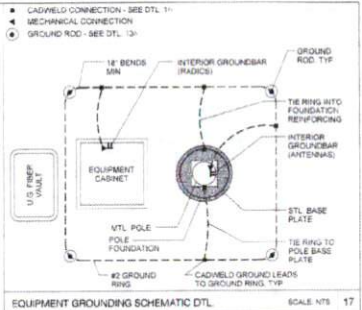 CADWELD CONNECTION - SEE DTL
MECHANICAL CONNECTION
GROUND ROD - SEE DTL
18" BENDS
MIN
INTERIOR GROUNDBAR
(RADIOS)
GROUND
ROD, TYP
TIE RING INTO
FOUNDATION
REINFORCING
INTERIOR
GROUNDBAR
(ANTENNAS)
EQUIPMENT
CABINET
U.G. FIBER
VAULT
MTL POLE
POLE
FOUNDATION
STL BASE
PLATE
TIE RING TO
POLE BASE
PLATE
#2 GROUND
RING
CADWELD GROUND LEADS
TO GROUND RING, TYP
EQUIPMENT GROUNDING SCHEMATIC DTL
SCALE: NTS 17